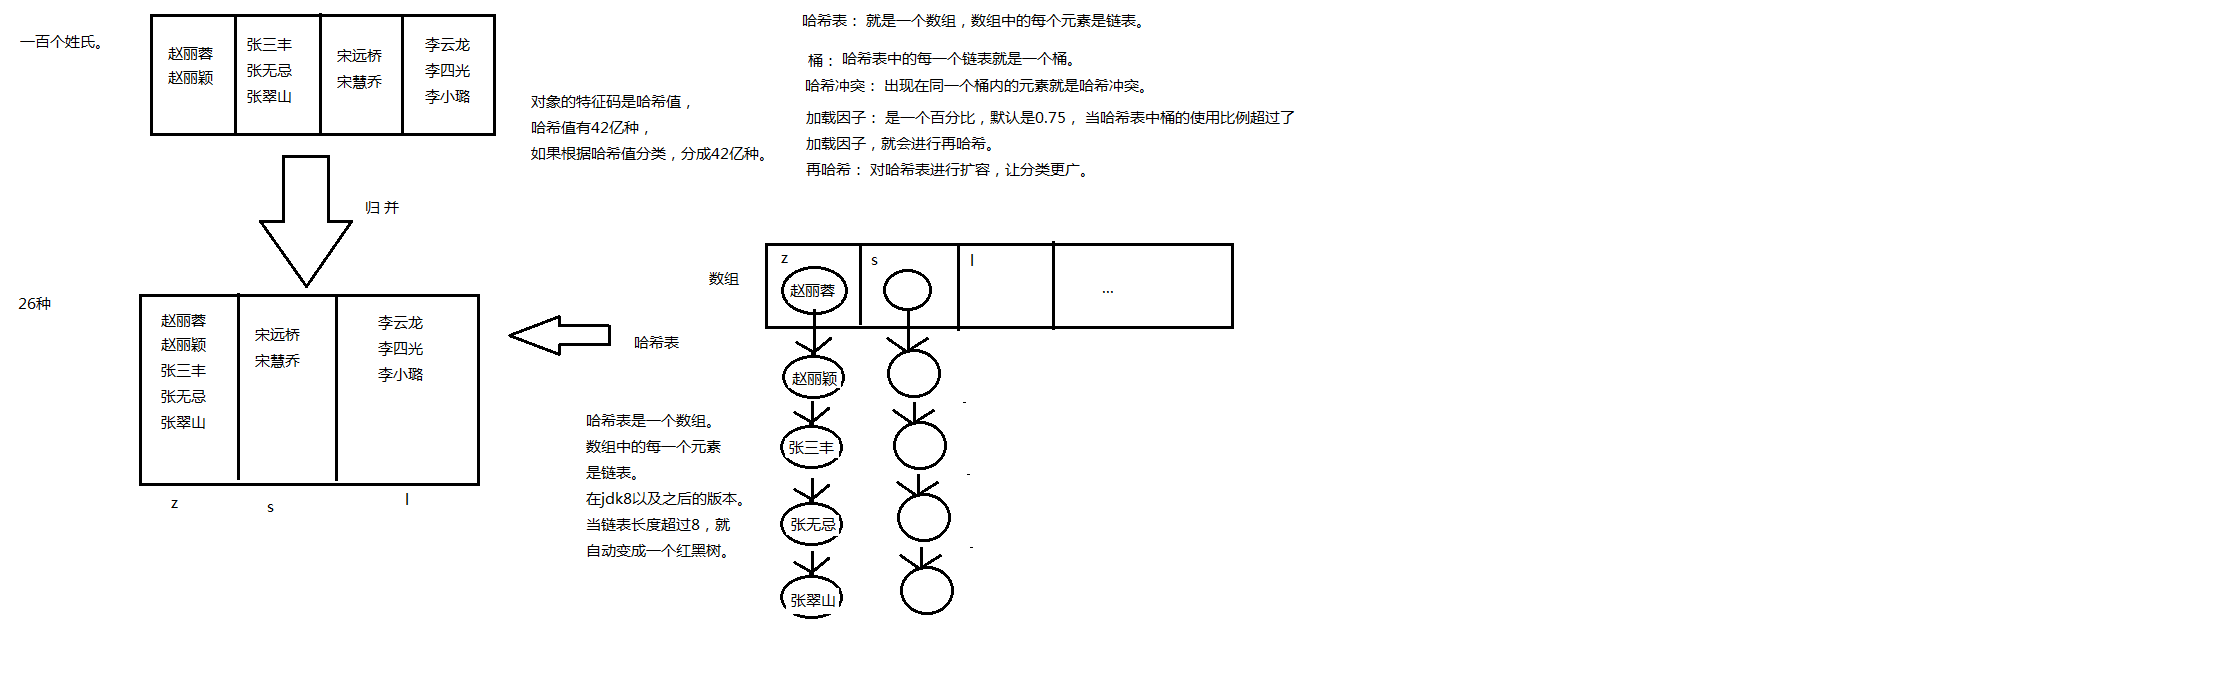 一百个姓氏。
赵丽蓉
赵丽颖
张三丰
张无忌
张翠山
宋远桥
宋慧乔
李云龙
李四光
李小璐
归 并
26种
赵丽蓉
赵丽颖
张三丰
张无忌
张翠山
宋远桥
宋慧乔
李云龙
李四光
李小璐
z
s
l
对象的特征码是哈希值，
哈希值有42亿种，
如果根据哈希值分类，分成42亿种。
哈希表： 就是一个数组，数组中的每个元素是链表。
桶： 哈希表中的每一个链表就是一个桶。
哈希冲突： 出现在同一个桶内的元素就是哈希冲突。
加载因子： 是一个百分比，默认是0.75， 当哈希表中桶的使用比例超过了
加载因子，就会进行再哈希。
再哈希： 对哈希表进行扩容，让分类更广。
数组
z
s
l
...
赵丽蓉
赵丽颖
张三丰
张无忌
张翠山
哈希表
哈希表是一个数组。
数组中的每一个元素
是链表。
在jdk8以及之后的版本。
当链表长度超过8，就
自动变成一个红黑树。